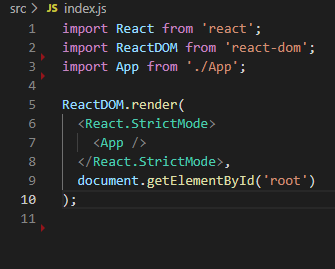 src > JS index.js
1 import React from 'react';
2 import ReactDOM from 'react-dom';
3 import App from './App';
4
5 ReactDOM.render(
6   <React.StrictMode>
7     <App />
8   </React.StrictMode>,
9   document.getElementById('root')
10 );
11